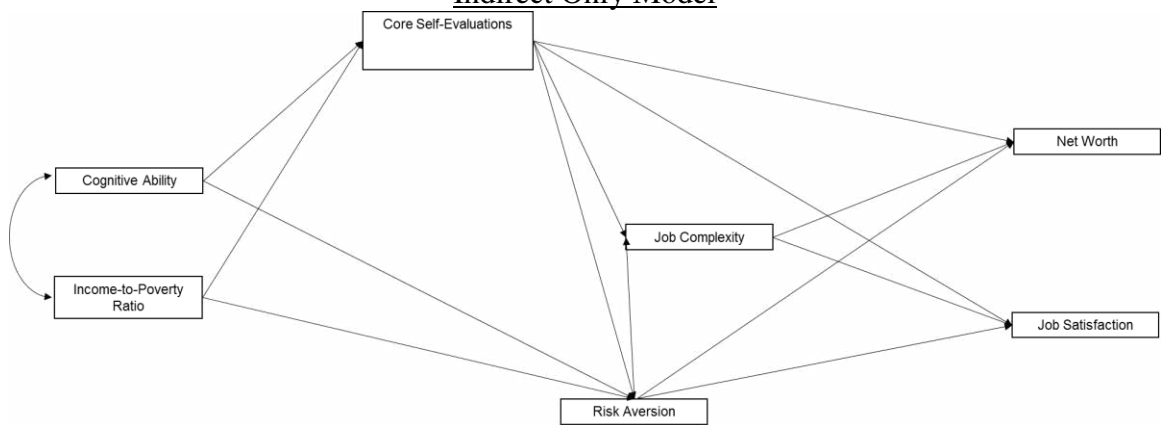 Indirect Only Model
Core Self-Evaluations
Net Worth
Cognitive Ability
Job Complexity
Income-to-Poverty
Ratio
Job Satisfaction
Risk Aversion